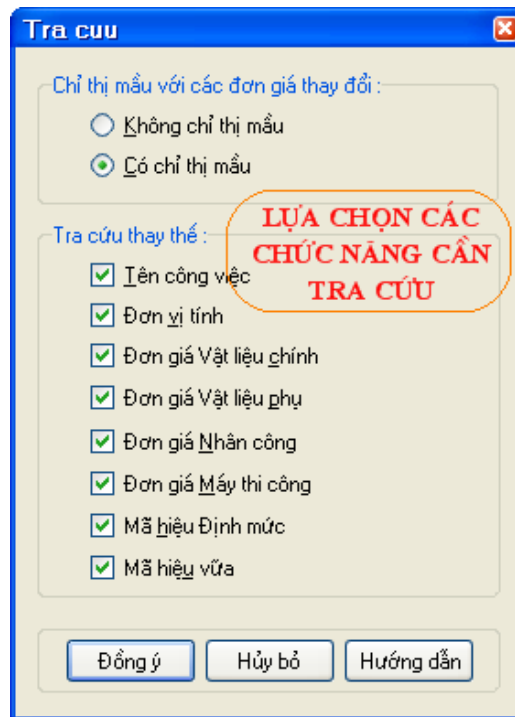 Tra cuu
Chỉ thị mầu với các đơn giá thay đổi :
Không chỉ thị mầu
Có chỉ thị mầu
LỰA CHỌN CÁC
CHỨC NĂNG CẦN
TRA CỨU
Tra cứu thay thế :
Tên công việc
Đơn vị tính
Đơn giá Vật liệu chính
Đơn giá Vật liệu phụ
Đơn giá Nhân công
Đơn giá Máy thi công
Mã hiệu Định mức
Mã hiệu vữa
Đồng ý
Hủy bỏ
Hướng dẫn